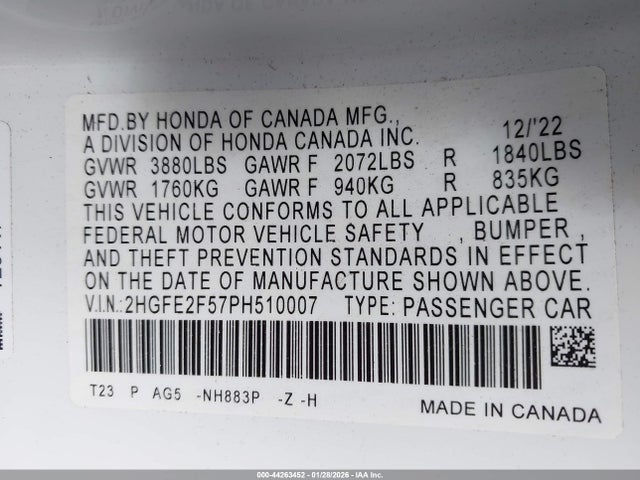 MFD.BY HONDA OF CANADA MFG.,
A DIVISION OF HONDA CANADA INC. 12/'22
GVWR 3880LBS GAWR F 2072LBS R 1840LBS
GVWR 1760KG GAWR F 940KG R 835KG
THIS VEHICLE CONFORMS TO ALL APPLICABLE
FEDERAL MOTOR VEHICLE SAFETY , BUMPER ,
AND THEFT PREVENTION STANDARDS IN EFFECT
ON THE DATE OF MANUFACTURE SHOWN ABOVE.
V.I.N.:2HGFE2F57PH510007 TYPE: PASSENGER CAR
T23 P AG5 -NH883P -Z -H
MADE IN CANADA
000-44263452 - 01/28/2026 - IAA Inc.